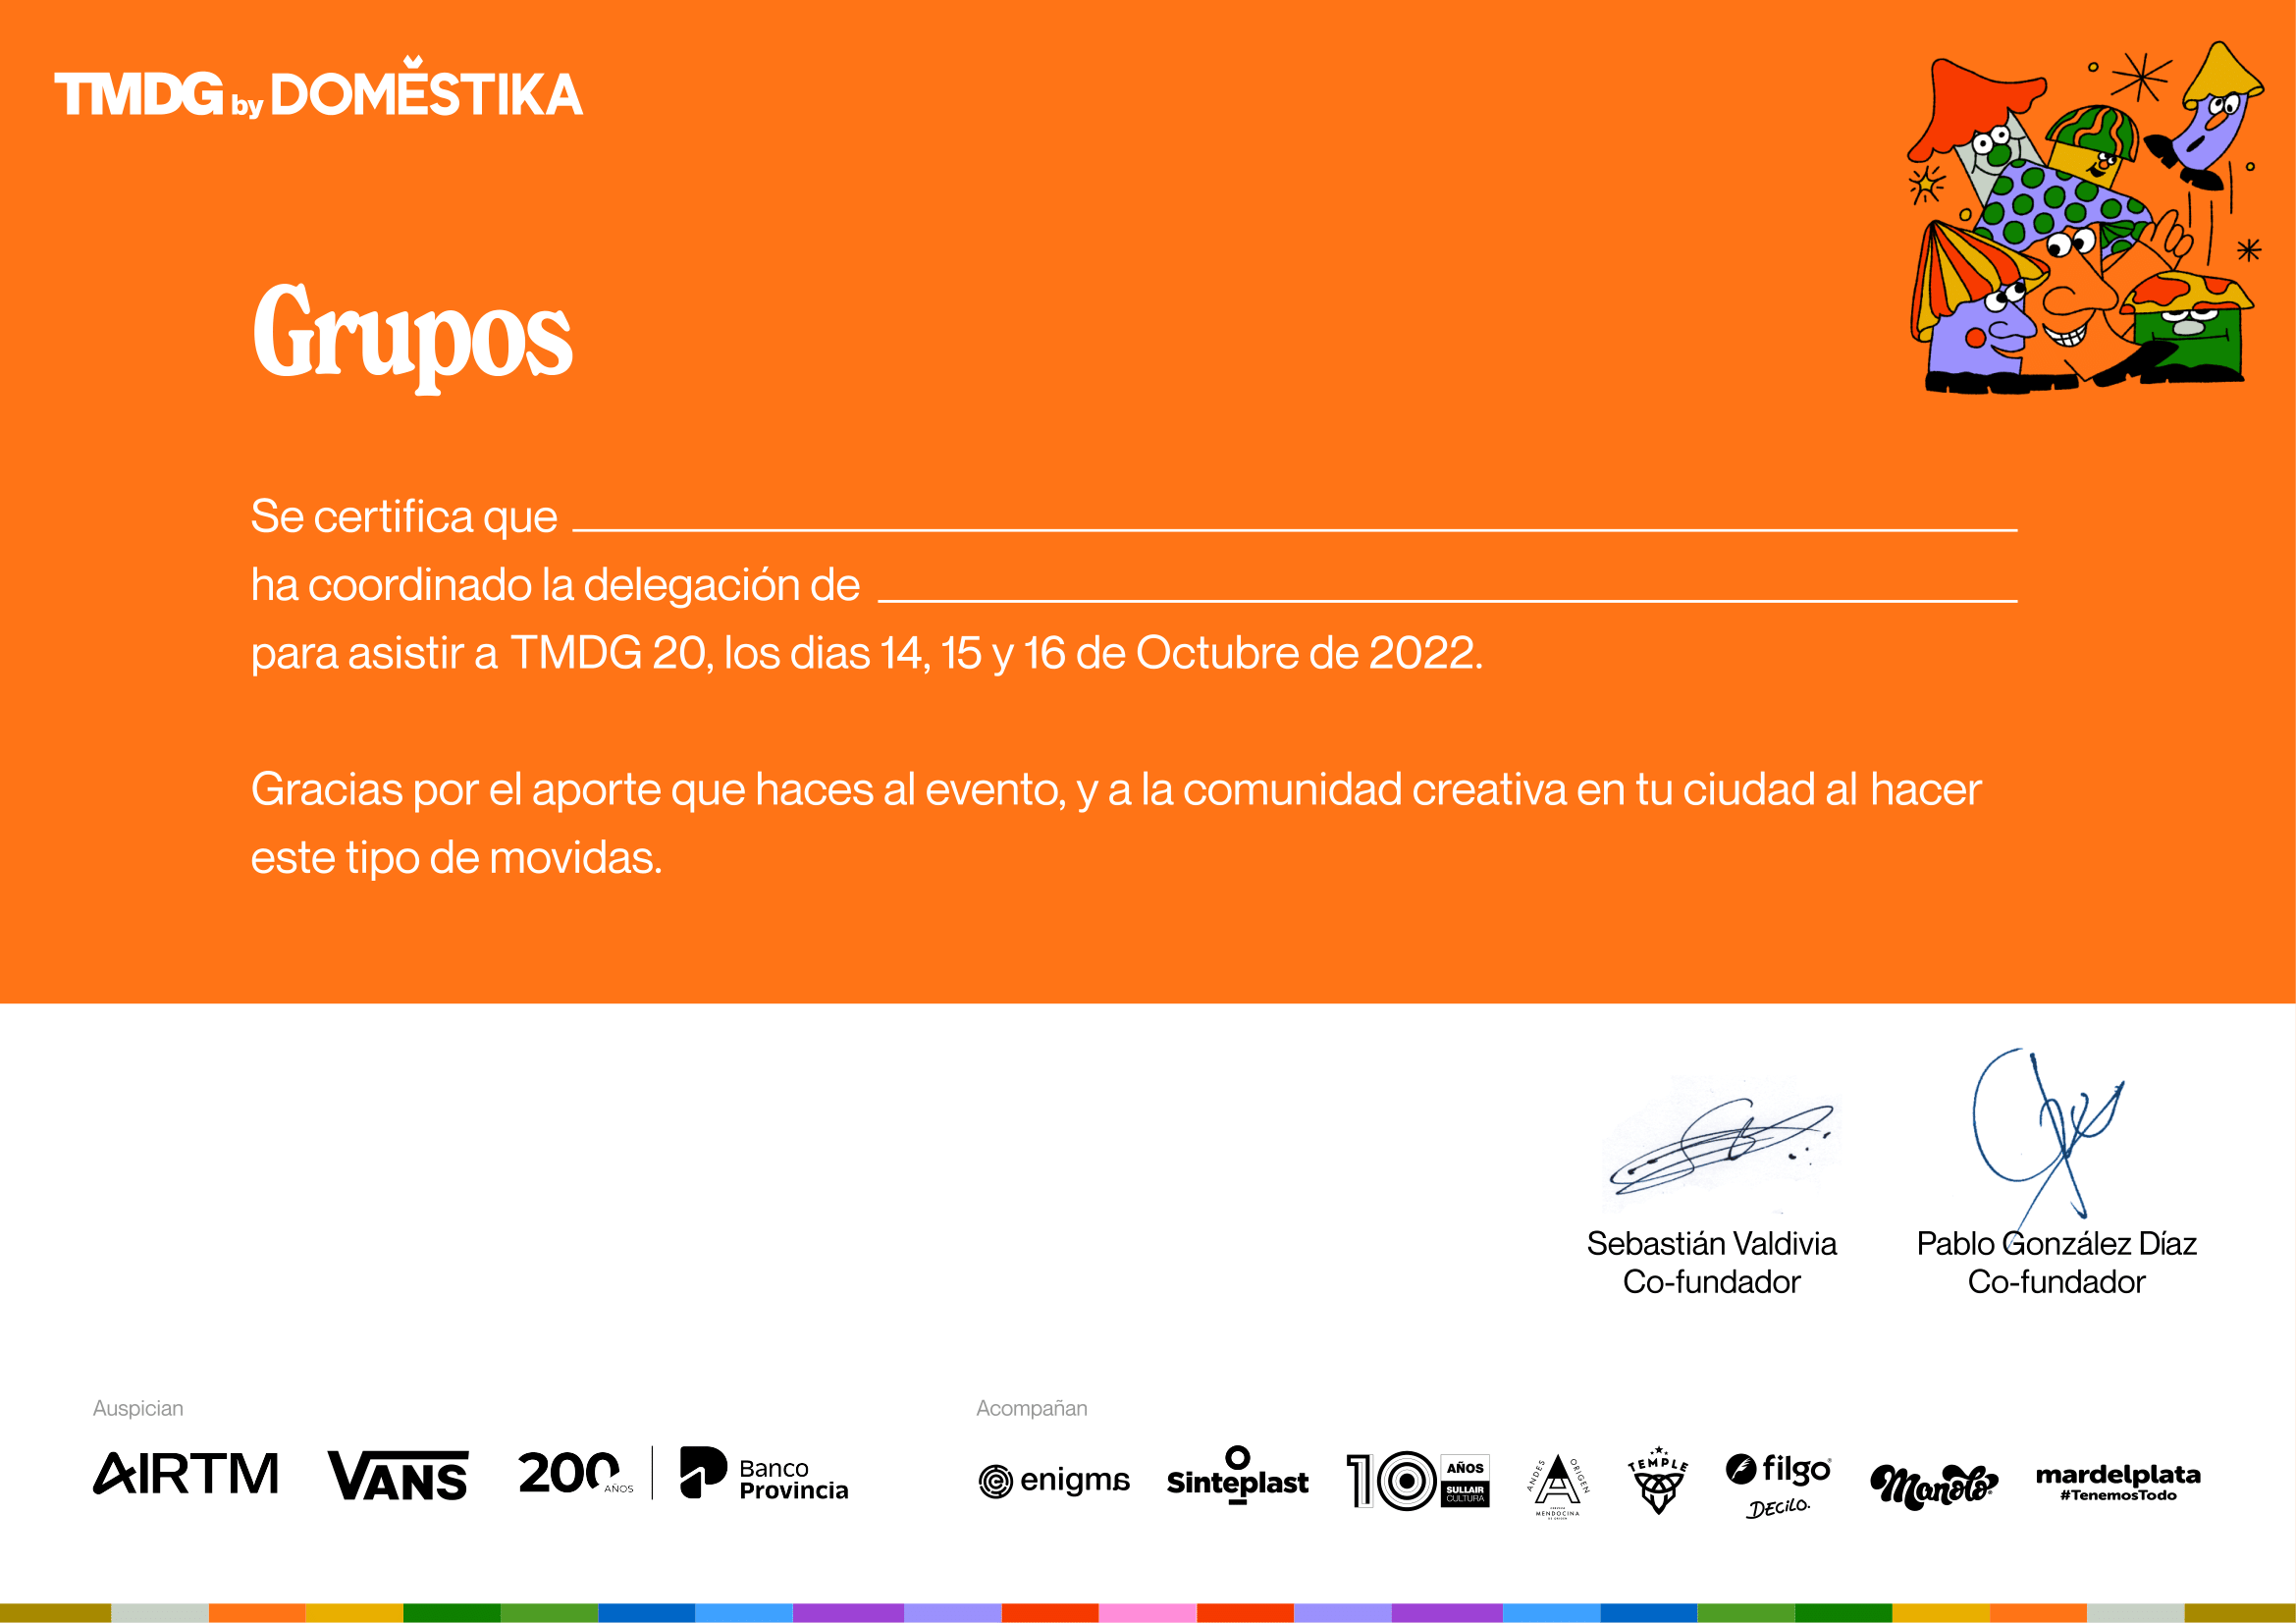 TMDG by DOMĚSTIKA
Grupos
Se certifica que
ha coordinado la delegación de
para asistir a TMDG 20, los dias 14, 15 y 16 de Octubre de 2022.
Gracias por el aporte que haces al evento, y a la comunidad creativa en tu ciudad al hacer
este tipo de movidas.
Sebastián Valdivia
Co-fundador
Pablo González Díaz
Co-fundador
Auspician
AIRTM
VANS
200 AÑOS
Banco
Provincia
Acompañan
enigma
Sinteplast
10 AÑOS
SULLAIR
CULTURA
ANDES ORIGEN
MENDOCINA
TEMPLE
filgo
DECILO.
Manolo
mardelplata
#TenemosTodo